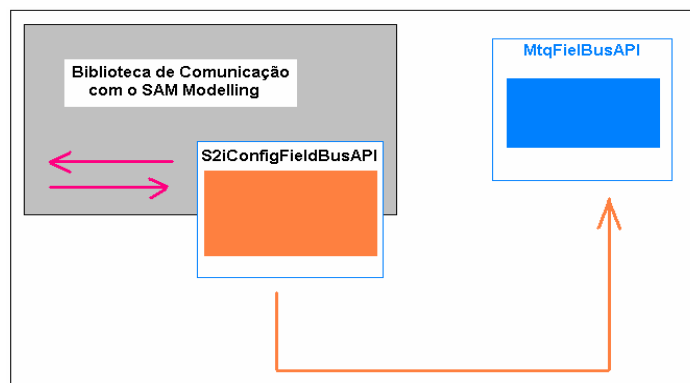 Biblioteca de Comunicação
com o SAM Modelling
MtqFielBusAPI
S2iConfigFieldBusAPI